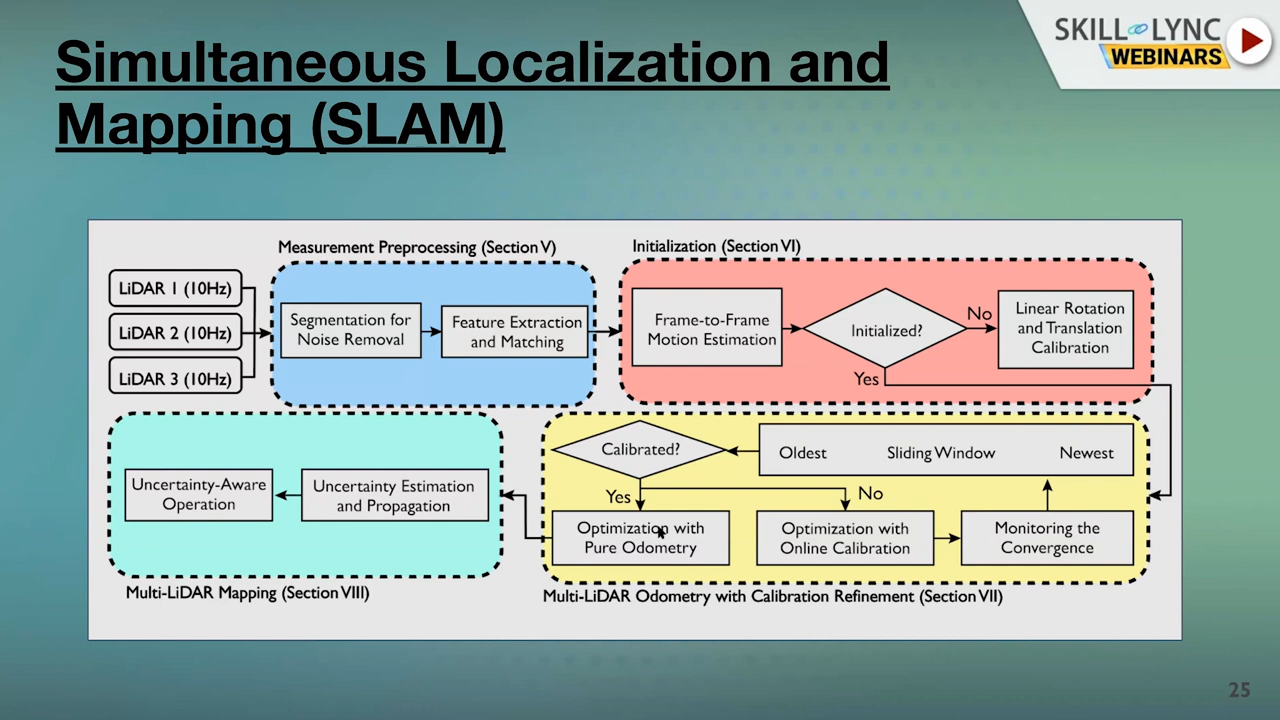 Simultaneous Localization and
Mapping (SLAM)
SKILL LYNC
WEBINARS
Measurement Preprocessing (Section V)
Initialization (Section VI)
LiDAR 1 (10Hz)
LiDAR 2 (10Hz)
LiDAR 3 (10Hz)
Segmentation for
Noise Removal
Feature Extraction
and Matching
Frame-to-Frame
Motion Estimation
Initialized?
No
Yes
Linear Rotation
and Translation
Calibration
Calibrated?
Oldest Sliding Window Newest
Yes
No
Uncertainty-Aware
Operation
Uncertainty Estimation
and Propagation
Optimization with
Pure Odometry
Optimization with
Online Calibration
Monitoring the
Convergence
Multi-LiDAR Mapping (Section VIII)
Multi-LiDAR Odometry with Calibration Refinement (Section VII)
25